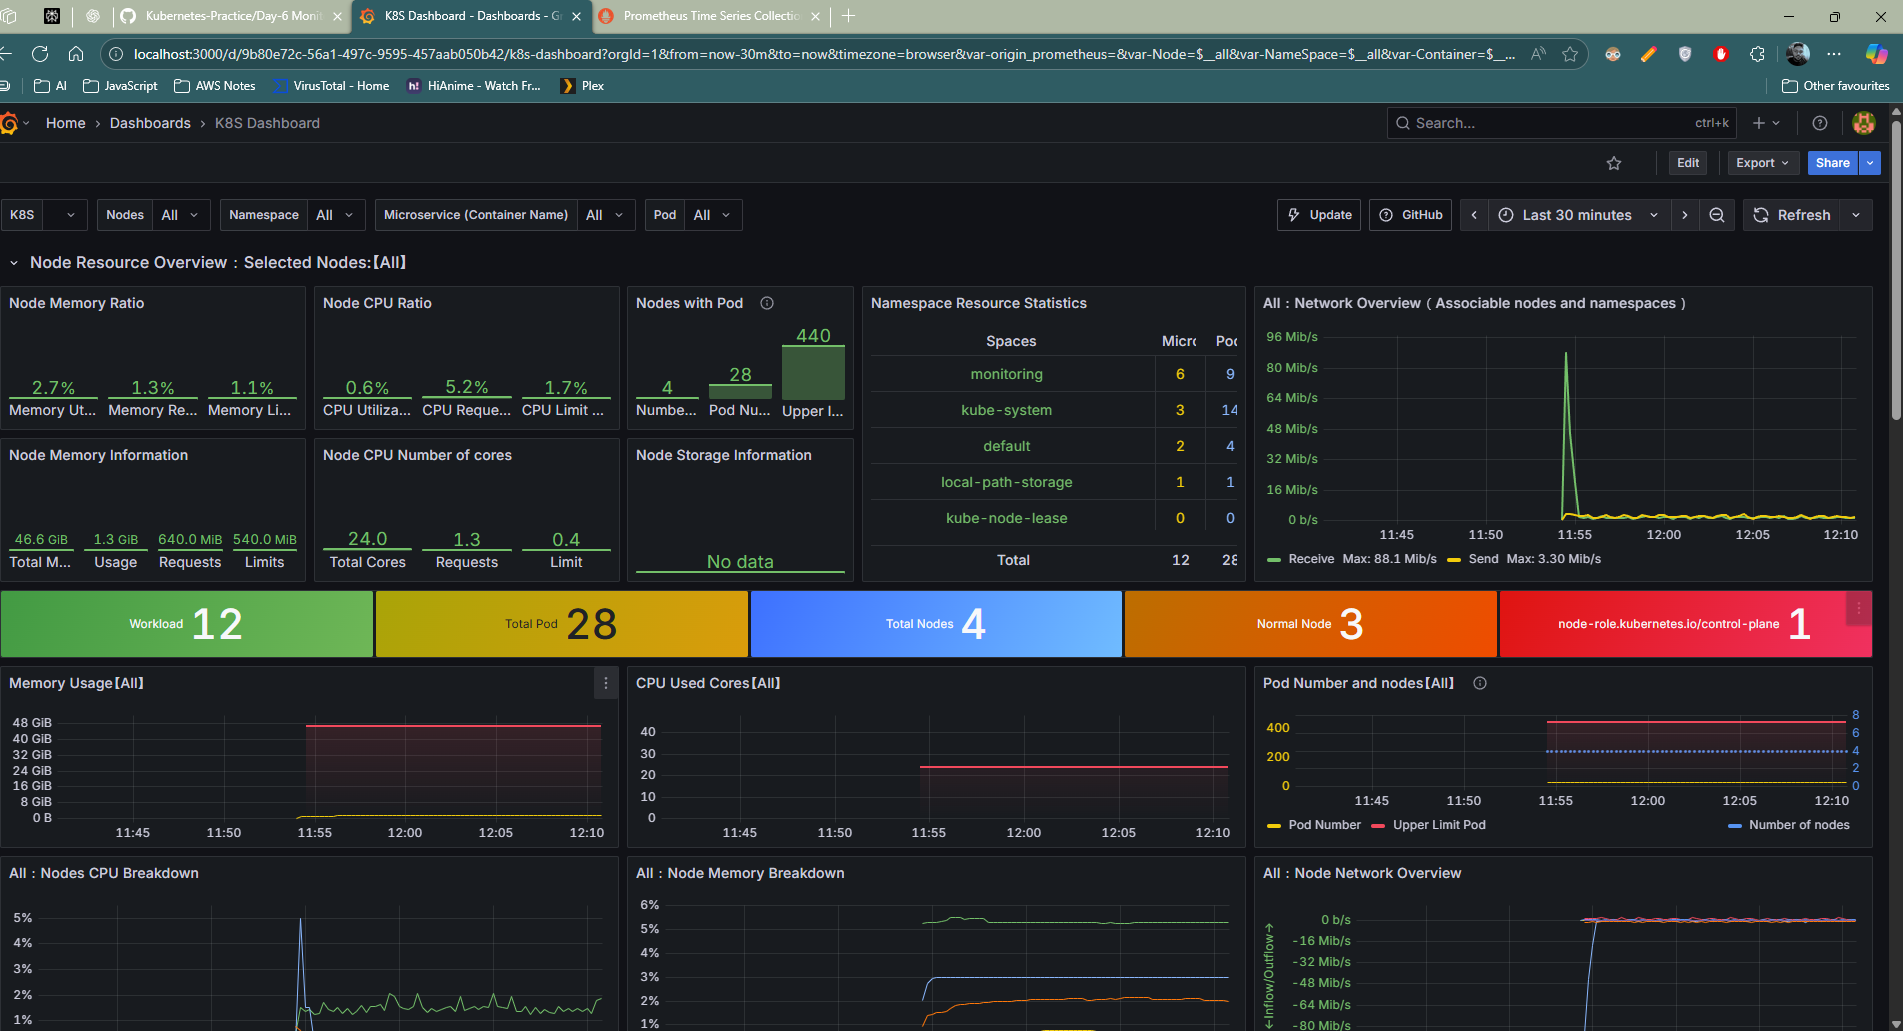 Kubernetes-Practice/Day-6 Monit
K8S Dashboard - Dashboards - Gr
Prometheus Time Series Collectio
localhost:3000/d/9b80e72c-56a1-497c-9595-457aab050b42/k8s-dashboard?orgId=1&from=now-30m&to=now&timezone=browser&var-origin_prometheus=&var-Node=$__all&var-NameSpace=$__all&var-Container=$__...
AI
JavaScript
AWS Notes
VirusTotal - Home
h!
HiAnime - Watch Fr...
Plex
Other favourites
Home › Dashboards › K8S Dashboard
Search...
ctrl+k
Edit
Export
Share
K8S
Nodes
All
Namespace
All
Microservice (Container Name)
All
Pod
All
Update
GitHub
Last 30 minutes
Refresh
Node Resource Overview：Selected Nodes:【All】
Node Memory Ratio
2.7%
1.3%
1.1%
Memory Ut...
Memory Re...
Memory Li...
Node CPU Ratio
0.6%
5.2%
1.7%
CPU Utiliza...
CPU Reque...
CPU Limit ...
Nodes with Pod
4
28
440
Numbe...
Pod Nu...
Upper l...
Namespace Resource Statistics
Spaces Micro Poc
monitoring 6 9
kube-system 3 14
default 2 4
local-path-storage 1 1
kube-node-lease 0 0
Total 12 28
All：Network Overview（Associable nodes and namespaces ）
96 Mib/s
80 Mib/s
64 Mib/s
48 Mib/s
32 Mib/s
16 Mib/s
0 b/s
11:45 11:50 11:55 12:00 12:05 12:10
Receive Max: 88.1 Mib/s Send Max: 3.30 Mib/s
Node Memory Information
46.6 GiB
1.3 GiB
640.0 MiB
540.0 MiB
Total M...
Usage
Requests
Limits
Node CPU Number of cores
24.0
1.3
0.4
Total Cores
Requests
Limit
Node Storage Information
No data
Workload 12
Total Pod 28
Total Nodes 4
Normal Node 3
node-role.kubernetes.io/control-plane 1
Memory Usage【All】
48 GiB
40 GiB
32 GiB
24 GiB
16 GiB
8 GiB
0 B
11:45 11:50 11:55 12:00 12:05 12:10
CPU Used Cores【All】
40
30
20
10
0
11:45 11:50 11:55 12:00 12:05 12:10
Pod Number and nodes【All】
400
200
0
8
6
4
2
0
11:45 11:50 11:55 12:00 12:05 12:10
Pod Number Upper Limit Pod Number of nodes
All：Nodes CPU Breakdown
5%
4%
3%
2%
1%
All：Node Memory Breakdown
6%
5%
4%
3%
2%
1%
All：Node Network Overview
←Inflow/Outflow→
0 b/s
-16 Mib/s
-32 Mib/s
-48 Mib/s
-64 Mib/s
-80 Mib/s